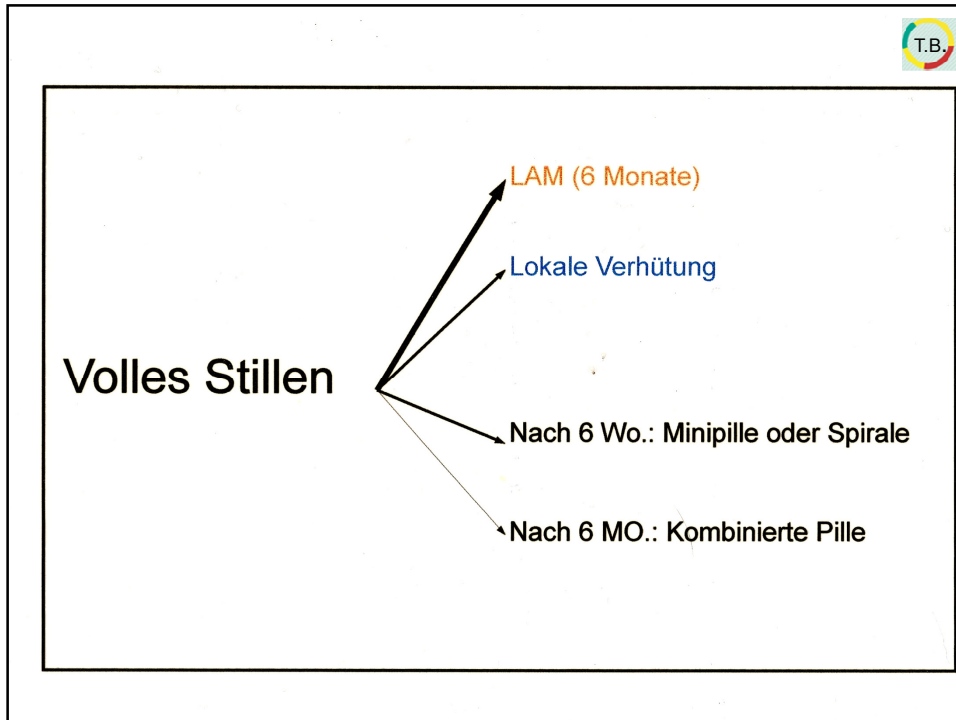 T.B.
LAM (6 Monate)
Lokale Verhütung
Volles Stillen
Nach 6 Wo.: Minipille oder Spirale
Nach 6 MO.: Kombinierte Pille